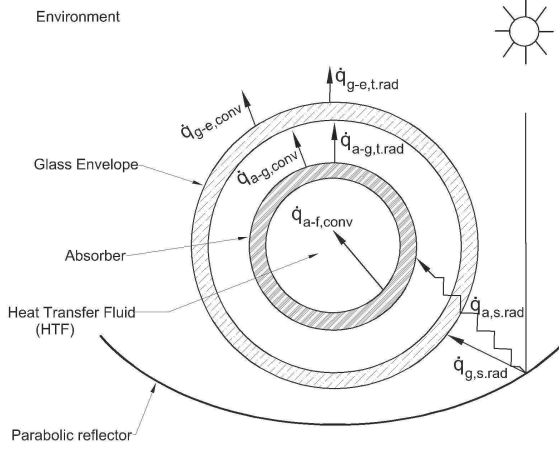 Environment
q̇g-e,t.rad
q̇g-e,conv
q̇a-g,t.rad
Glass Envelope
q̇a-g,conv
q̇a-f,conv
Absorber
Heat Transfer Fluid
(HTF)
q̇a,s.rad
q̇g,s.rad
Parabolic reflector